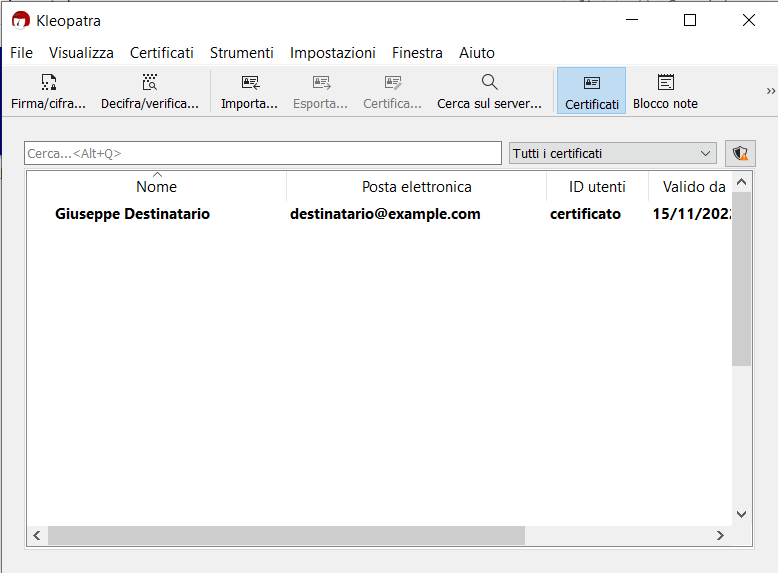 Kleopatra
File Visualizza Certificati Strumenti Impostazioni Finestra Aiuto
Firma/cifra... Decifra/verifica... Importa... Esporta... Certifica... Cerca sul server... Certificati Blocco note
Cerca...<Alt+Q> Tutti i certificati
Nome Posta elettronica ID utenti Valido da
Giuseppe Destinatario destinatario@example.com certificato 15/11/202